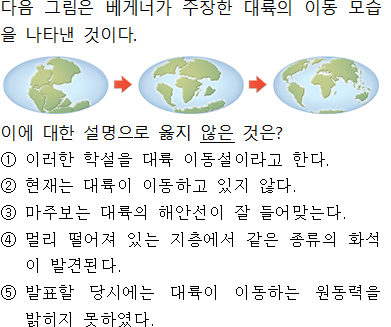 다음 그림은 베게너가 주장한 대륙의 이동 모습
을 나타낸 것이다.
이에 대한 설명으로 옳지 않은 것은?
① 이러한 학설을 대륙 이동설이라고 한다.
② 현재는 대륙이 이동하고 있지 않다.
③ 마주보는 대륙의 해안선이 잘 들어맞는다.
④ 멀리 떨어져 있는 지층에서 같은 종류의 화석
이 발견된다.
⑤ 발표할 당시에는 대륙이 이동하는 원동력을
밝히지 못하였다.